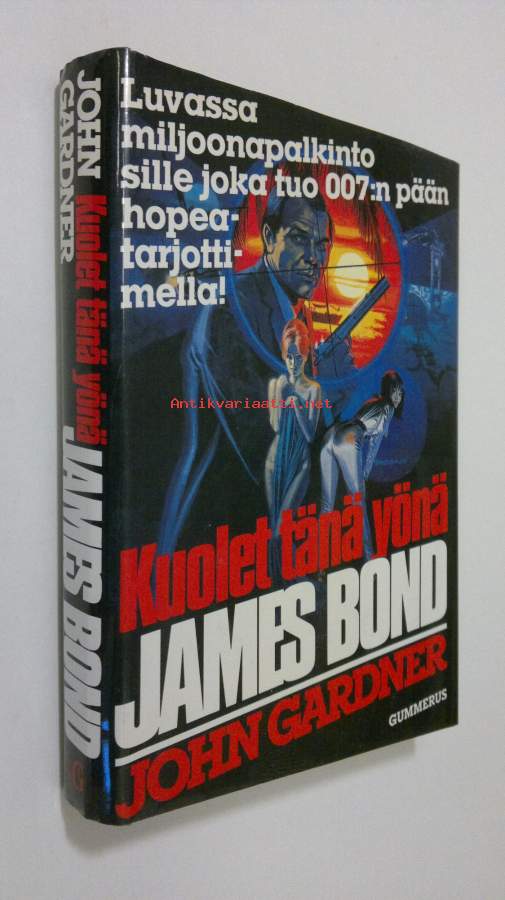 Luvassa
miljoonapalkinto
sille joka tuo 007:n pään
hopea-
tarjotti-
mella!
Kuolet tänä yönä
JAMES BOND
JOHN GARDNER
GUMMERUS
JOHN
GARDNER
Kuolet tänä yönä
JAMES BOND
G
Antikvariaatti.net